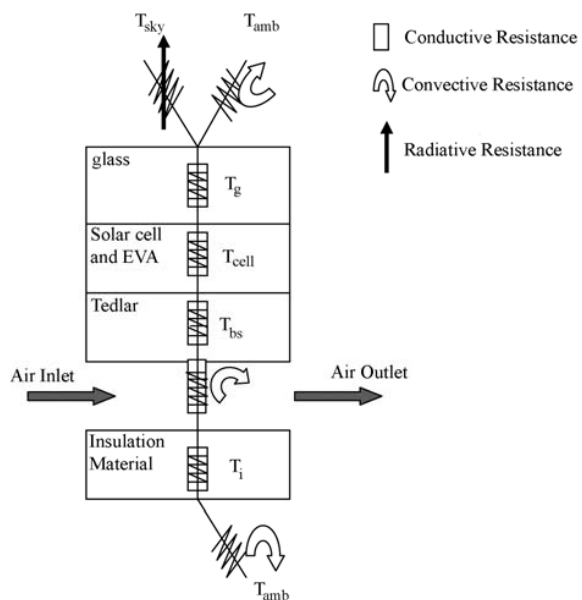 T_sky
T_amb
Conductive Resistance
Convective Resistance
Radiative Resistance
glass
T_g
Solar cell
and EVA
T_cell
Tedlar
T_bs
Air Inlet
Air Outlet
Insulation
Material
T_i
T_amb